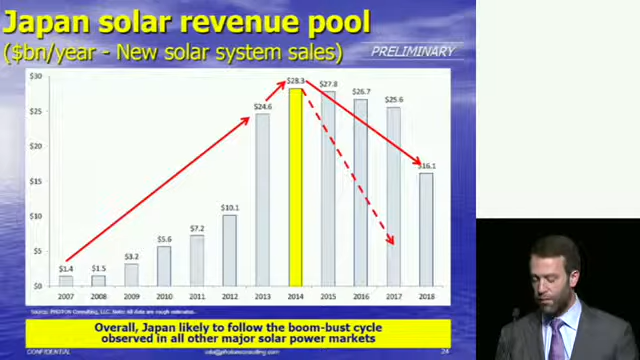 Japan solar revenue pool
($bn/year - New solar system sales)
PRELIMINARY
$30
$25
$20
$15
$10
$5
$0
$1.4
$1.5
$3.2
$5.6
$7.2
$10.1
$24.6
$28.3
$27.8
$26.7
$25.6
$16.1
2007 2008 2009 2010 2011 2012 2013 2014 2015 2016 2017 2018
Source: PHOTON Consulting, LLC. Note: All data are rough estimates.
Overall, Japan likely to follow the boom-bust cycle
observed in all other major solar power markets
CONFIDENTIAL
24